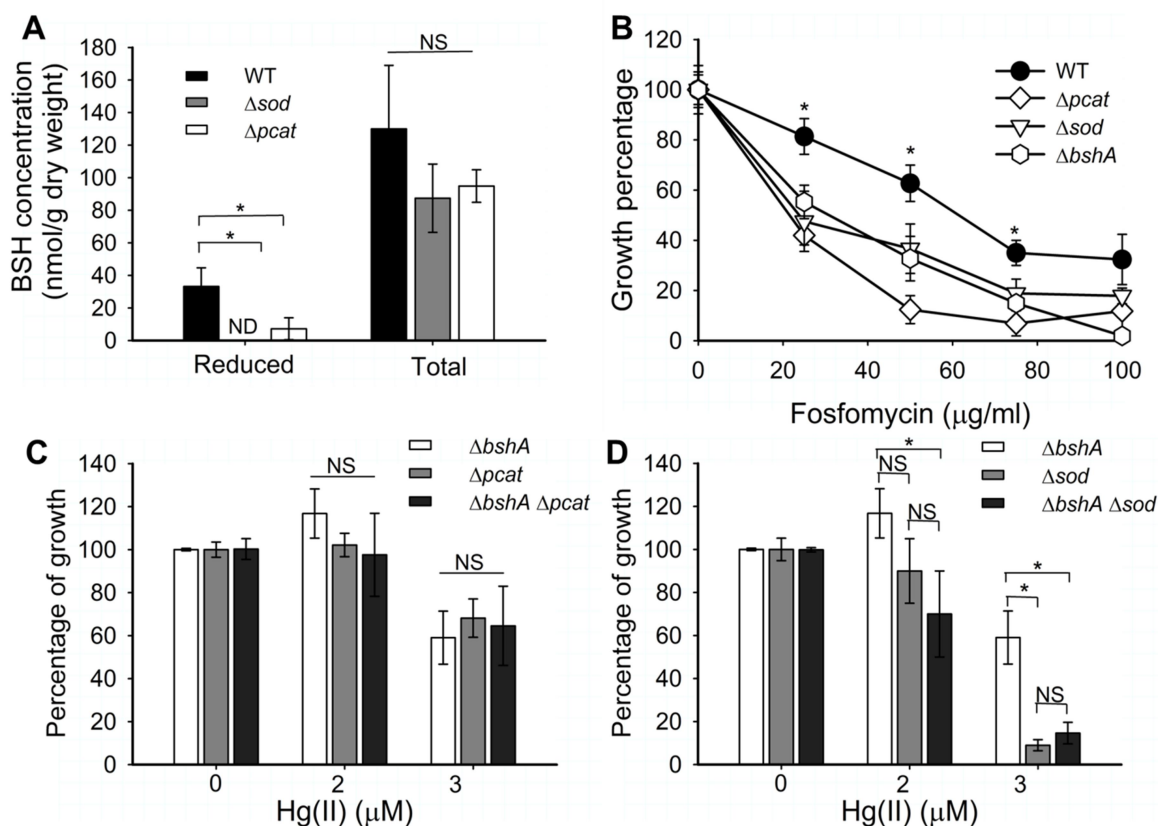 A
BSH concentration
(nmol/g dry weight)
180
160
140
120
100
80
60
40
20
0
WT
Δsod
Δpcat
*
*
ND
NS
Reduced
Total
B
Growth percentage
120
100
80
60
40
20
0
WT
Δpcat
Δsod
ΔbshA
*
*
*
0
20
40
60
80
100
Fosfomycin (μg/ml)
C
Percentage of growth
140
120
100
80
60
40
20
0
ΔbshA
Δpcat
ΔbshA Δpcat
NS
NS
0
2
3
Hg(II) (μM)
D
Percentage of growth
140
120
100
80
60
40
20
0
ΔbshA
Δsod
ΔbshA Δsod
*
NS
NS
*
*
NS
0
2
3
Hg(II) (μM)